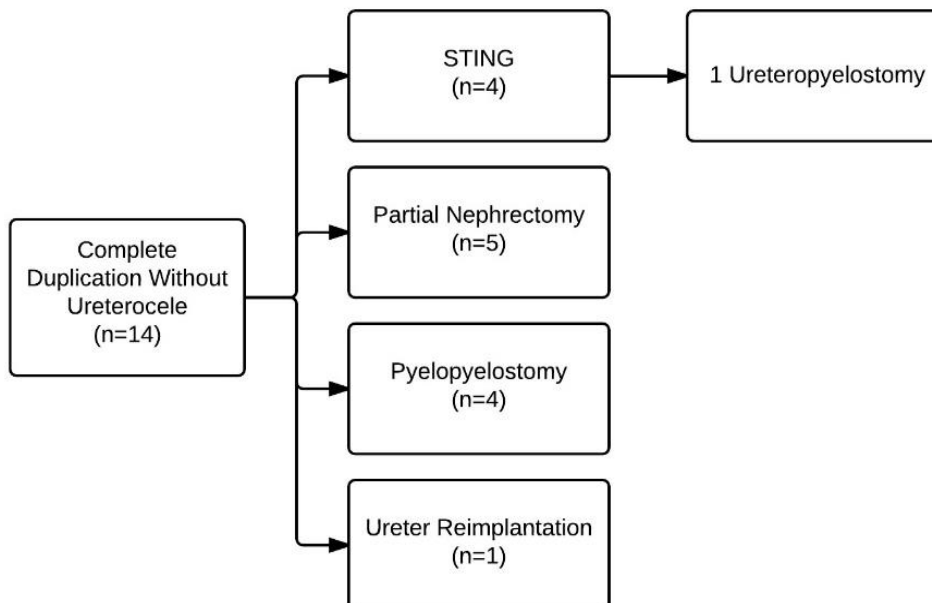 STING
(n=4)
1 Ureteropyelostomy
Partial Nephrectomy
(n=5)
Complete
Duplication Without
Ureterocele
(n=14)
Pyelopyelostomy
(n=4)
Ureter Reimplantation
(n=1)